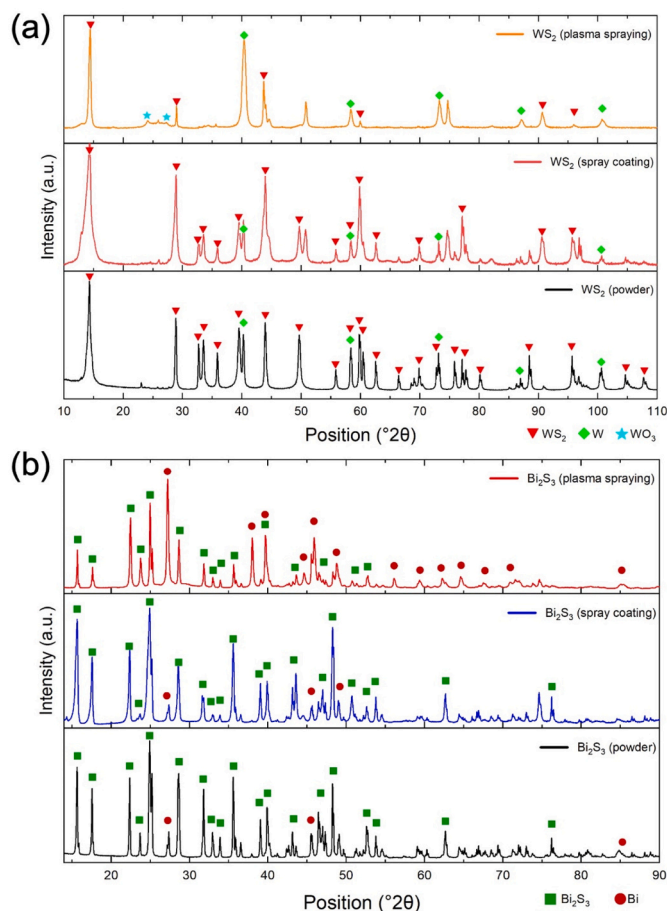 (a)
WS₂ (plasma spraying)
WS₂ (spray coating)
WS₂ (powder)
Intensity (a.u.)
10 20 30 40 50 60 70 80 90 100 110
Position (°2θ)
WS₂ W WO₃
(b)
Bi₂S₃ (plasma spraying)
Bi₂S₃ (spray coating)
Bi₂S₃ (powder)
Intensity (a.u.)
20 30 40 50 60 70 80 90
Position (°2θ)
Bi₂S₃ Bi